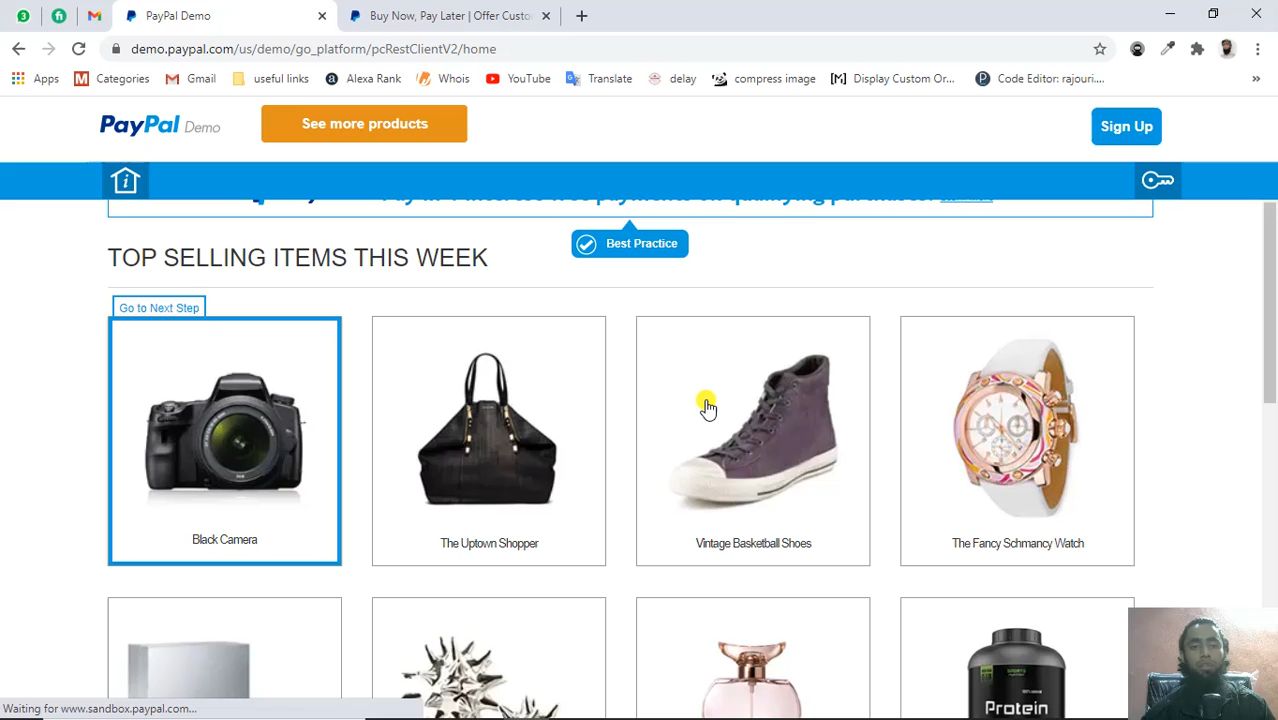 3
fi
PayPal Demo
Buy Now, Pay Later | Offer Custo
demo.paypal.com/us/demo/go_platform/pcRestClientV2/home
Apps
Categories
Gmail
useful links
Alexa Rank
Whois
YouTube
Translate
delay
compress image
Display Custom Or...
Code Editor: rajouri....
PayPal Demo
See more products
Sign Up
Pay in 4 interest-free payments on qualifying purchases.
Best Practice
TOP SELLING ITEMS THIS WEEK
Go to Next Step
Black Camera
The Uptown Shopper
Vintage Basketball Shoes
The Fancy Schmancy Watch
Protein
Waiting for www.sandbox.paypal.com...